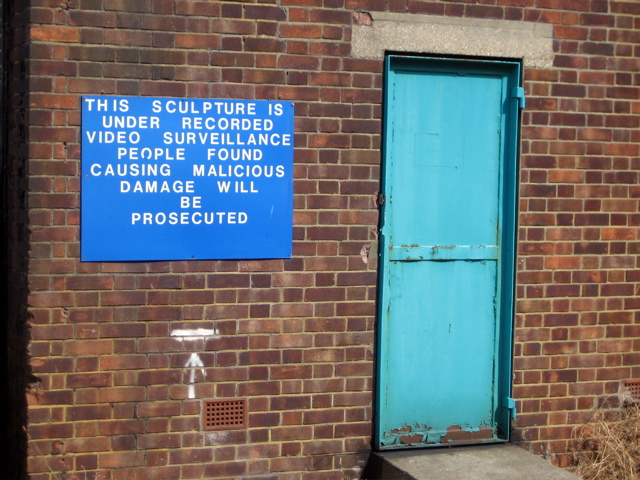 THIS SCULPTURE IS
UNDER RECORDED
VIDEO SURVEILLANCE
PEOPLE FOUND
CAUSING MALICIOUS
DAMAGE WILL
BE
PROSECUTED